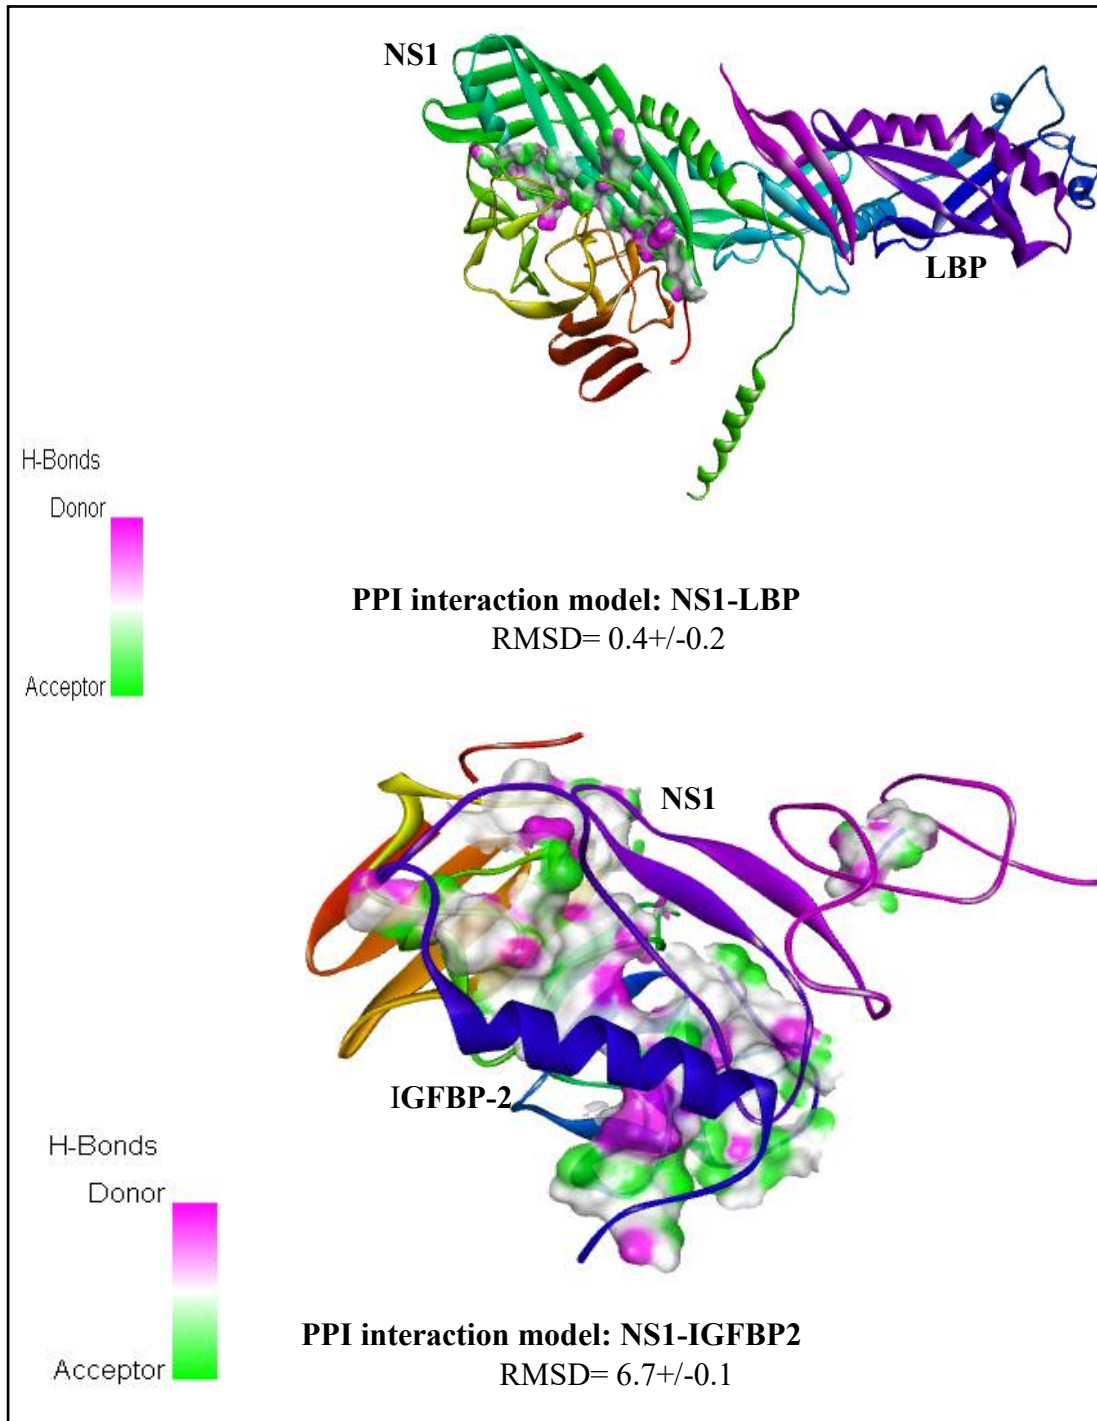 NS1
LBP
H-Bonds
Donor
Acceptor
PPI interaction model: NS1-LBP
RMSD= 0.4+/-0.2
NS1
IGFBP-2
H-Bonds
Donor
Acceptor
PPI interaction model: NS1-IGFBP2
RMSD= 6.7+/-0.1